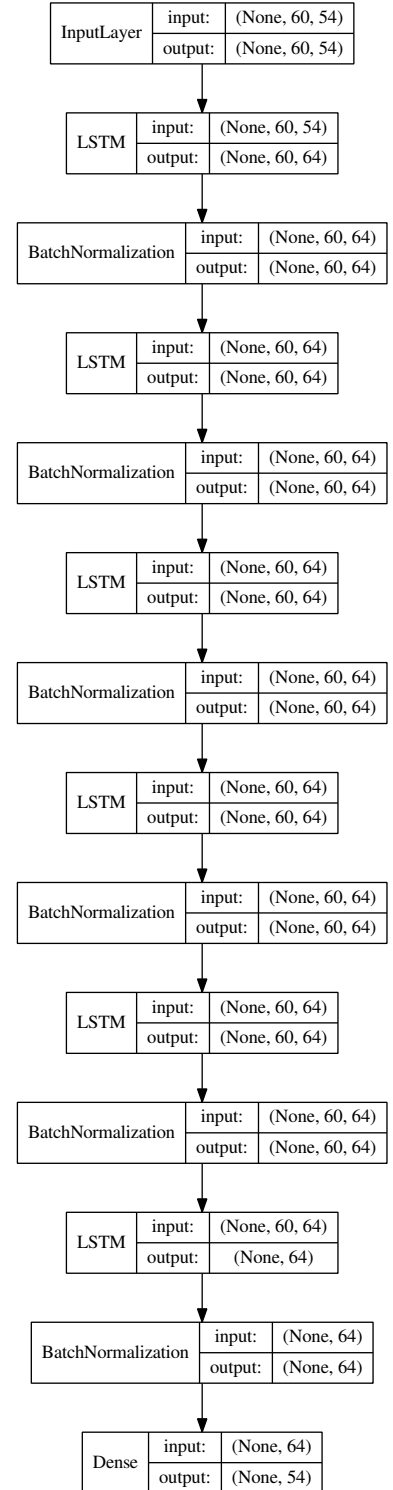 InputLayer input: (None, 60, 54)
output: (None, 60, 54)
LSTM input: (None, 60, 54)
output: (None, 60, 64)
BatchNormalization input: (None, 60, 64)
output: (None, 60, 64)
LSTM input: (None, 60, 64)
output: (None, 60, 64)
BatchNormalization input: (None, 60, 64)
output: (None, 60, 64)
LSTM input: (None, 60, 64)
output: (None, 60, 64)
BatchNormalization input: (None, 60, 64)
output: (None, 60, 64)
LSTM input: (None, 60, 64)
output: (None, 60, 64)
BatchNormalization input: (None, 60, 64)
output: (None, 60, 64)
LSTM input: (None, 60, 64)
output: (None, 60, 64)
BatchNormalization input: (None, 60, 64)
output: (None, 60, 64)
LSTM input: (None, 60, 64)
output: (None, 64)
BatchNormalization input: (None, 64)
output: (None, 64)
Dense input: (None, 64)
output: (None, 54)